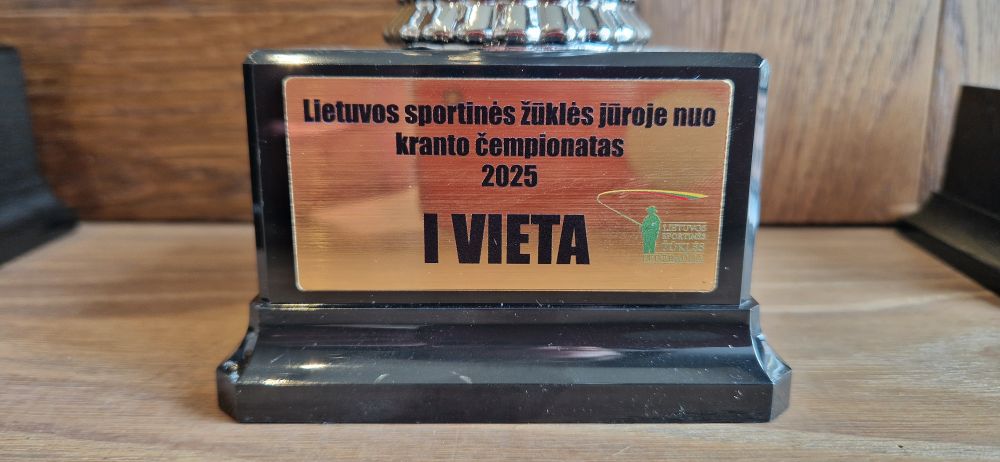 Lietuvos sportinės žūklės jūroje nuo
kranto čempionatas
2025
I VIETA
LIETUVOS
SPORTINĖS
ŽŪKLĖS